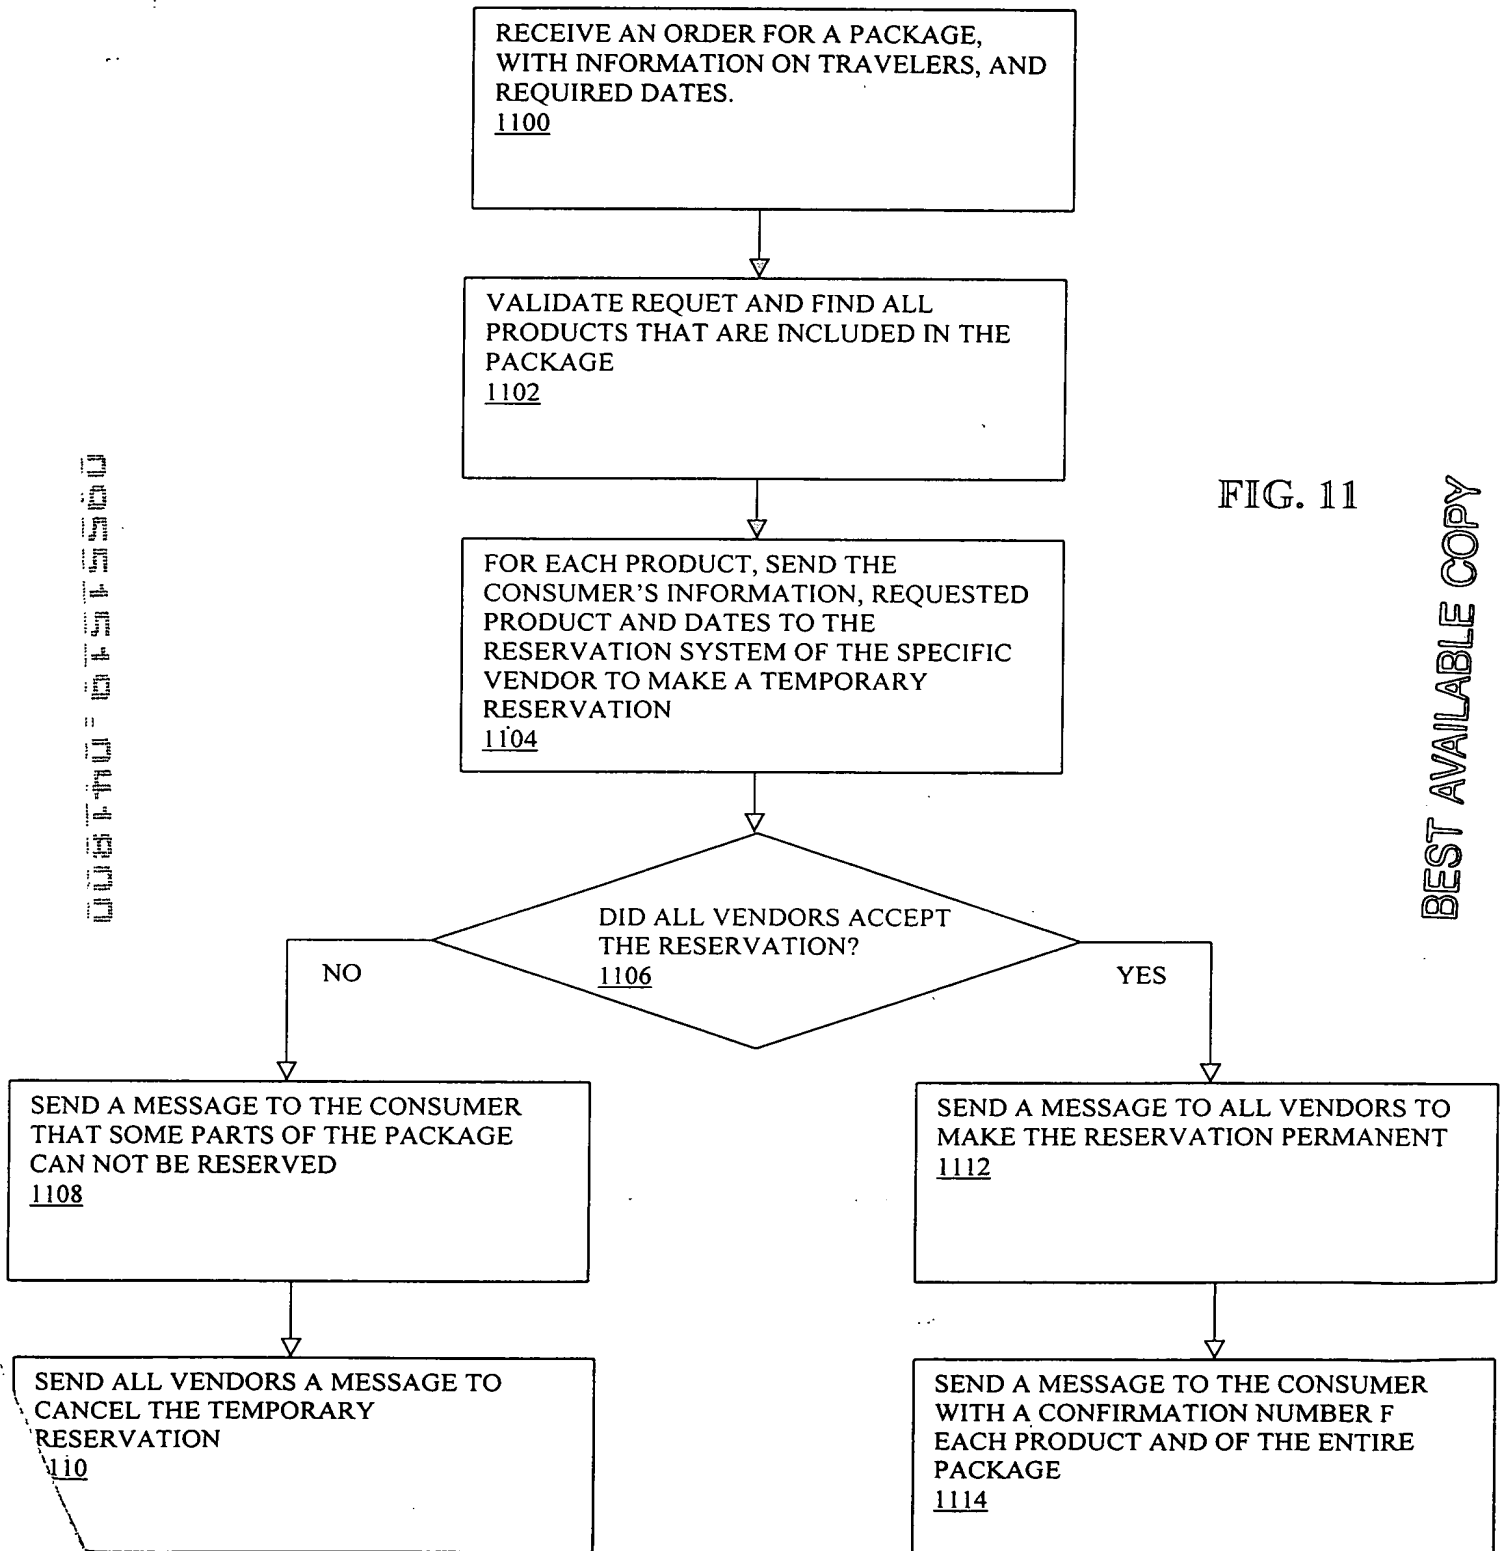 RECEIVE AN ORDER FOR A PACKAGE,
WITH INFORMATION ON TRAVELERS, AND
REQUIRED DATES.
1100
VALIDATE REQUET AND FIND ALL
PRODUCTS THAT ARE INCLUDED IN THE
PACKAGE
1102
FIG. 11
BEST AVAILABLE COPY
FOR EACH PRODUCT, SEND THE
CONSUMER'S INFORMATION, REQUESTED
PRODUCT AND DATES TO THE
RESERVATION SYSTEM OF THE SPECIFIC
VENDOR TO MAKE A TEMPORARY
RESERVATION
1104
DID ALL VENDORS ACCEPT
THE RESERVATION?
1106
NO
YES
SEND A MESSAGE TO THE CONSUMER
THAT SOME PARTS OF THE PACKAGE
CAN NOT BE RESERVED
1108
SEND A MESSAGE TO ALL VENDORS TO
MAKE THE RESERVATION PERMANENT
1112
SEND ALL VENDORS A MESSAGE TO
CANCEL THE TEMPORARY
RESERVATION
110
SEND A MESSAGE TO THE CONSUMER
WITH A CONFIRMATION NUMBER F
EACH PRODUCT AND OF THE ENTIRE
PACKAGE
1114